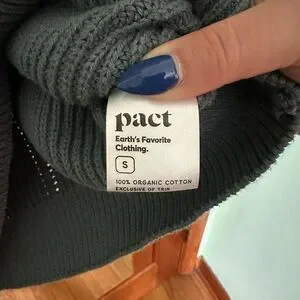 pact
Earth's Favorite
Clothing.
S
100% ORGANIC COTTON
EXCLUSIVE OF TRIM